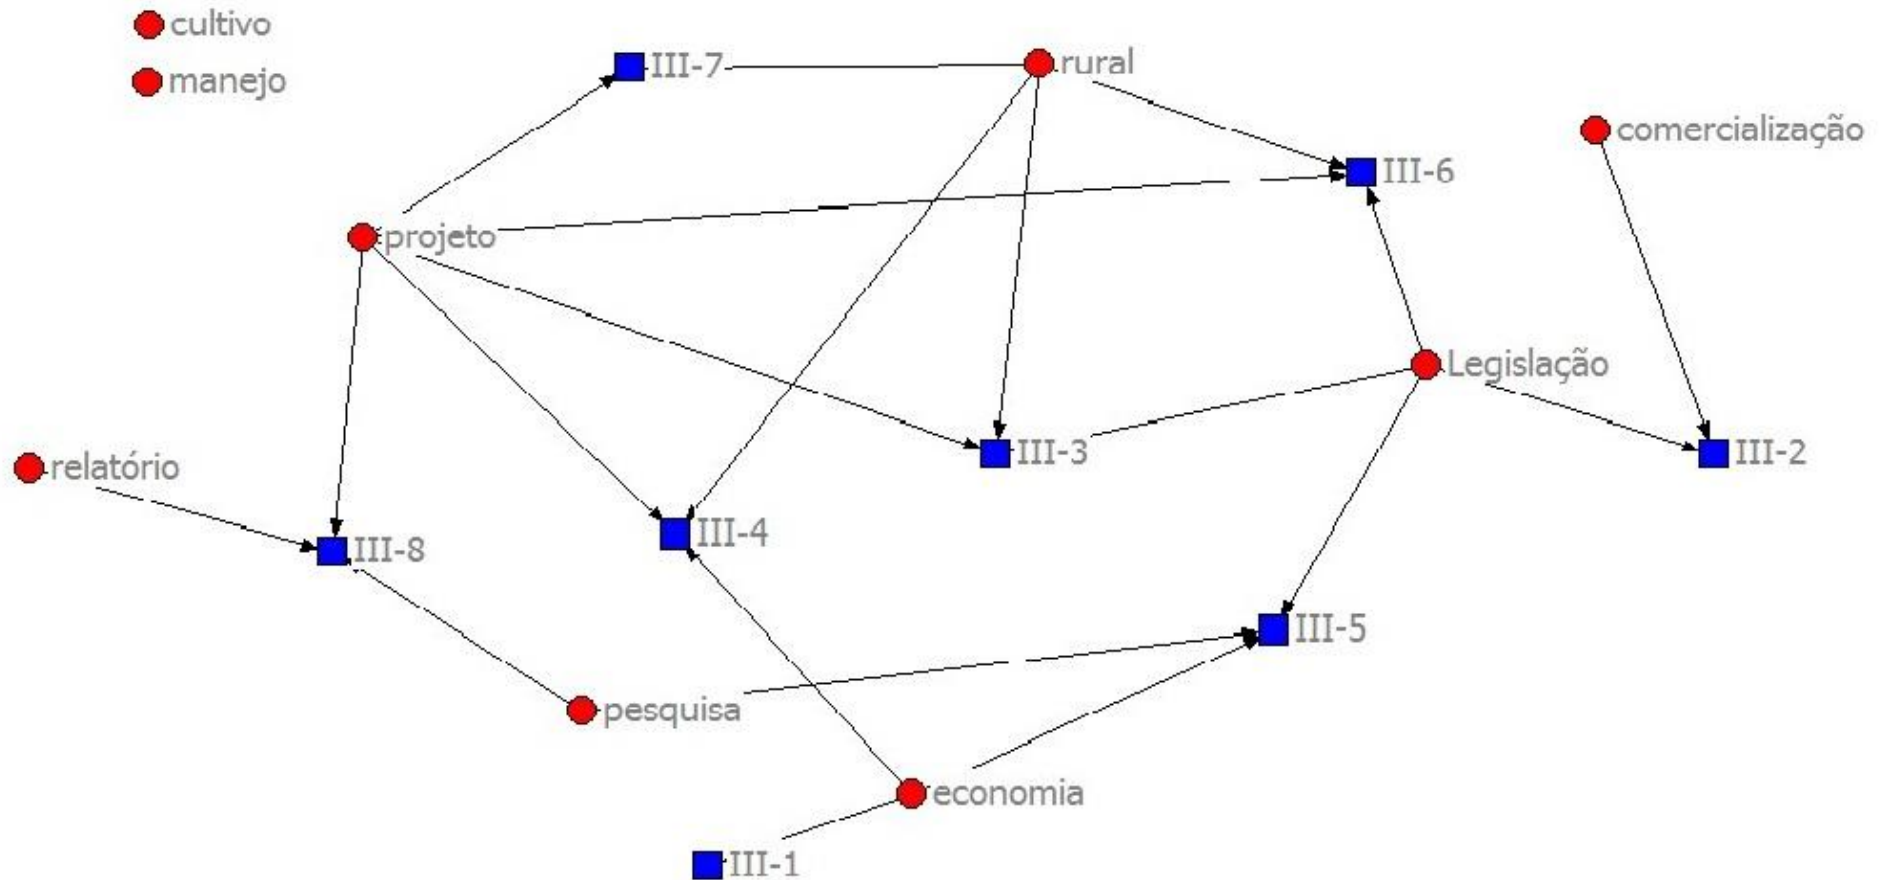 cultivo
manejo
III-7
rural
comercialização
III-6
projeto
Legislação
III-3
III-2
relatório
III-4
III-8
III-5
pesquisa
economia
III-1